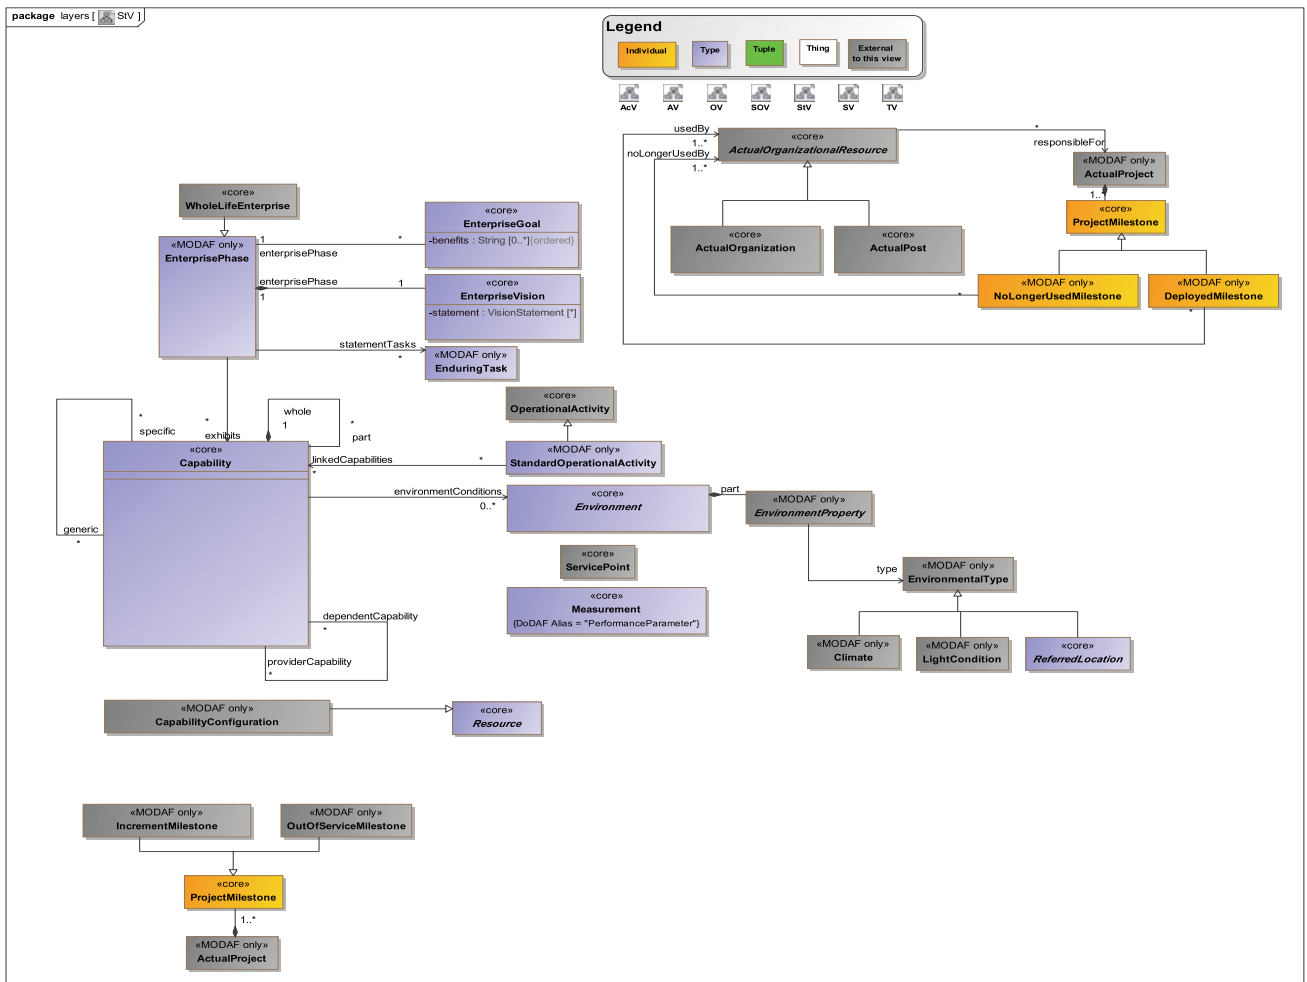 package layers [ StV ]
Legend
Individual
Type
Tuple
Thing
External
to this view
AcV
AV
OV
SOV
StV
SV
TV
usedBy
1..*
noLongerUsedBy
1..*
«core»
ActualOrganizationalResource
*
responsibleFor
«MODAF only»
ActualProject
1..*
«core»
ProjectMilestone
«core»
ActualOrganization
«core»
ActualPost
«MODAF only»
NoLongerUsedMilestone
*
«MODAF only»
DeployedMilestone
*
«core»
WholeLifeEnterprise
«MODAF only»
EnterprisePhase
1
enterprisePhase
*
«core»
EnterpriseGoal
-benefits : String [0..*]{ordered}
enterprisePhase
1
1
«core»
EnterpriseVision
-statement : VisionStatement [*]
statementTasks
*
«MODAF only»
EnduringTask
*
exhibits
*
specific
whole
1
*
part
generic
*
«core»
Capability
linkedCapabilities
*
*
«core»
OperationalActivity
«MODAF only»
StandardOperationalActivity
environmentConditions
0..*
«core»
Environment
part
«MODAF only»
EnvironmentProperty
type
«MODAF only»
EnvironmentalType
«core»
ServicePoint
«core»
Measurement
{DoDAF Alias = "PerformanceParameter"}
«MODAF only»
Climate
«MODAF only»
LightCondition
«core»
ReferredLocation
dependentCapability
*
providerCapability
*
«MODAF only»
CapabilityConfiguration
«core»
Resource
«MODAF only»
IncrementMilestone
«MODAF only»
OutOfServiceMilestone
«core»
ProjectMilestone
1..*
«MODAF only»
ActualProject